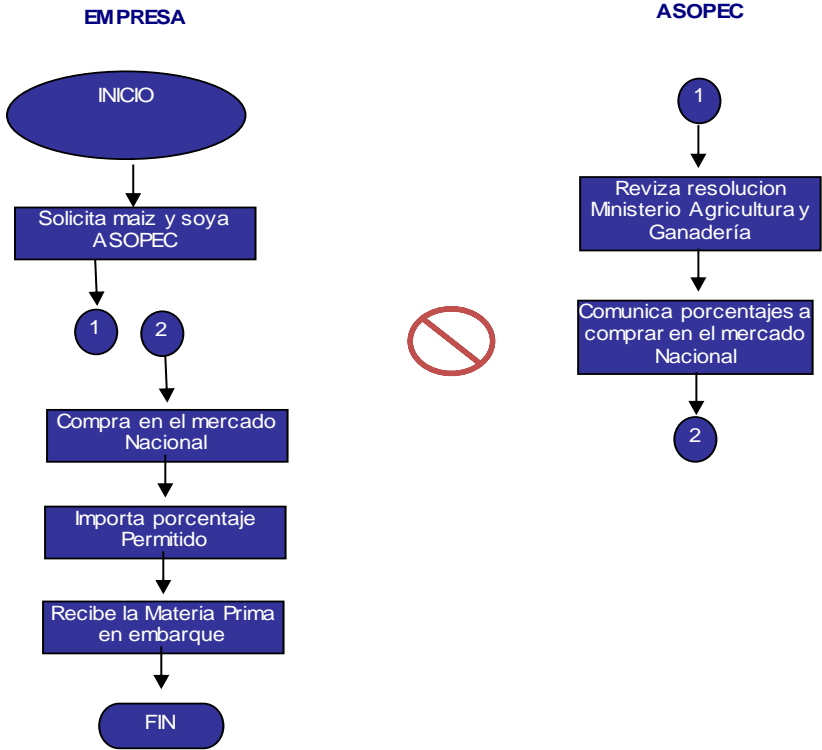 EMPRESA
INICIO
Solicita maiz y soya
ASOPEC
1
2
Compra en el mercado
Nacional
Importa porcentaje
Permitido
Recibe la Materia Prima
en embarque
FIN
ASOPEC
1
Reviza resolucion
Ministerio Agricultura y
Ganadería
Comunica porcentajes a
comprar en el mercado
Nacional
2